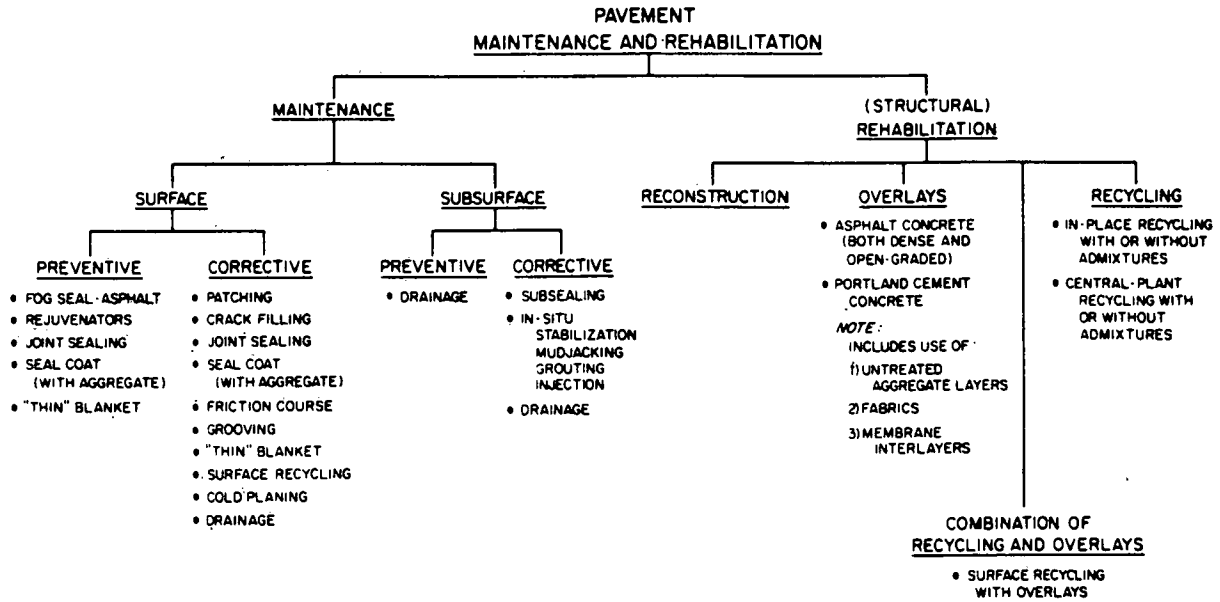 PAVEMENT
MAINTENANCE AND REHABILITATION
MAINTENANCE
(STRUCTURAL)
REHABILITATION
SURFACE
SUBSURFACE
RECONSTRUCTION
OVERLAYS
RECYCLING
PREVENTIVE
• FOG SEAL-ASPHALT
• REJUVENATORS
• JOINT SEALING
• SEAL COAT
(WITH AGGREGATE)
• "THIN" BLANKET
CORRECTIVE
• PATCHING
• CRACK FILLING
• JOINT SEALING
• SEAL COAT
(WITH AGGREGATE)
• FRICTION COURSE
• GROOVING
• "THIN" BLANKET
• SURFACE RECYCLING
• COLD PLANING
• DRAINAGE
PREVENTIVE
• DRAINAGE
CORRECTIVE
• SUBSEALING
• IN-SITU
STABILIZATION
MUDJACKING
GROUTING
INJECTION
• DRAINAGE
• ASPHALT CONCRETE
(BOTH DENSE AND
OPEN-GRADED)
• PORTLAND CEMENT
CONCRETE
NOTE:
INCLUDES USE OF
1) UNTREATED
AGGREGATE LAYERS
2) FABRICS
3) MEMBRANE
INTERLAYERS
• IN-PLACE RECYCLING
WITH OR WITHOUT
ADMIXTURES
• CENTRAL-PLANT
RECYCLING WITH
OR WITHOUT
ADMIXTURES
COMBINATION OF
RECYCLING AND OVERLAYS
• SURFACE RECYCLING
WITH OVERLAYS